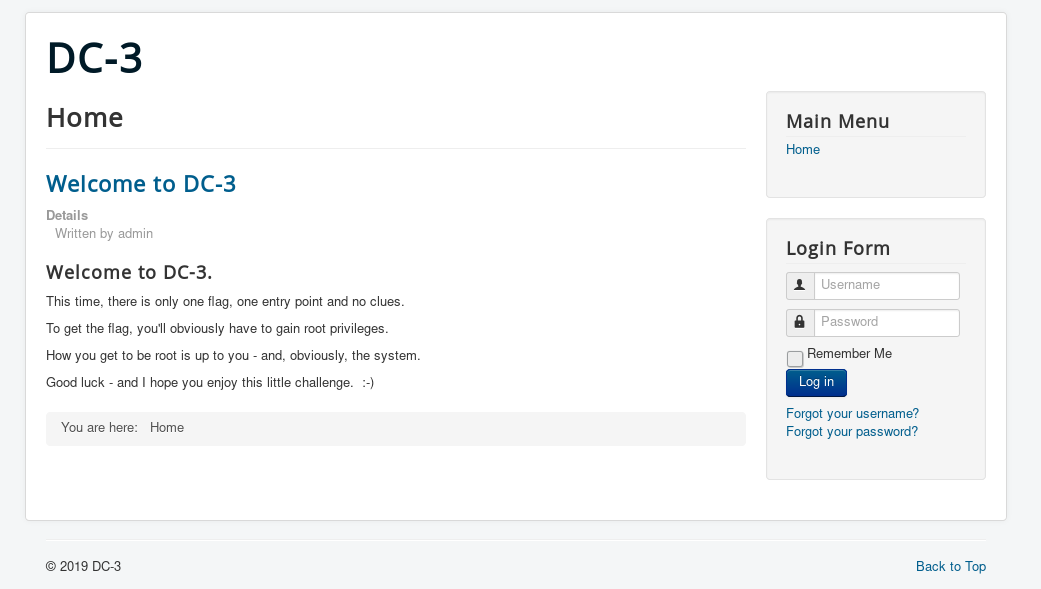 DC-3
Home
Welcome to DC-3
Details
Written by admin
Welcome to DC-3.
This time, there is only one flag, one entry point and no clues.
To get the flag, you'll obviously have to gain root privileges.
How you get to be root is up to you - and, obviously, the system.
Good luck - and I hope you enjoy this little challenge.  :-)
You are here:   Home
Main Menu
Home
Login Form
Username
Password
Remember Me
Log in
Forgot your username?
Forgot your password?
© 2019 DC-3
Back to Top